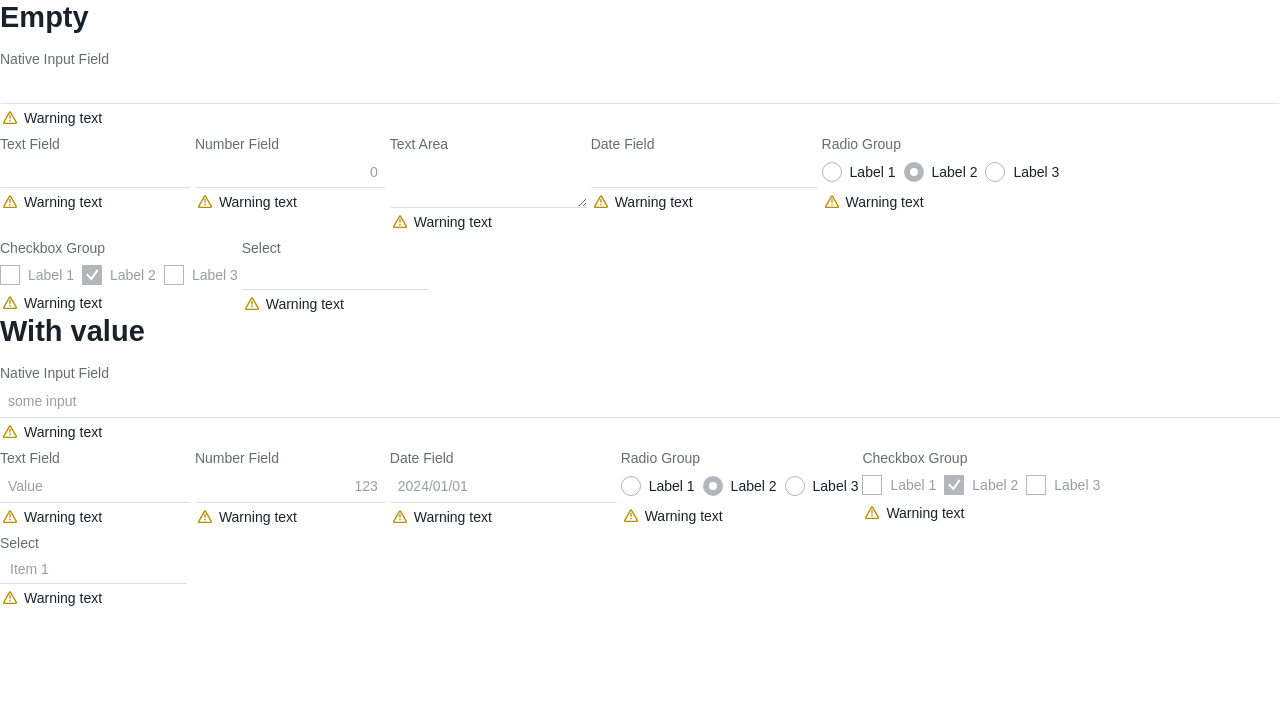 Empty
Native Input Field
Warning text
Text Field Number Field Text Area Date Field Radio Group
0 Label 1 Label 2 Label 3
Warning text Warning text Warning text Warning text
Warning text
Checkbox Group Select
Label 1 Label 2 Label 3
Warning text Warning text
With value
Native Input Field
some input
Warning text
Text Field Number Field Date Field Radio Group Checkbox Group
Value 123 2024/01/01 Label 1 Label 2 Label 3 Label 1 Label 2 Label 3
Warning text Warning text Warning text Warning text Warning text
Select
Item 1
Warning text